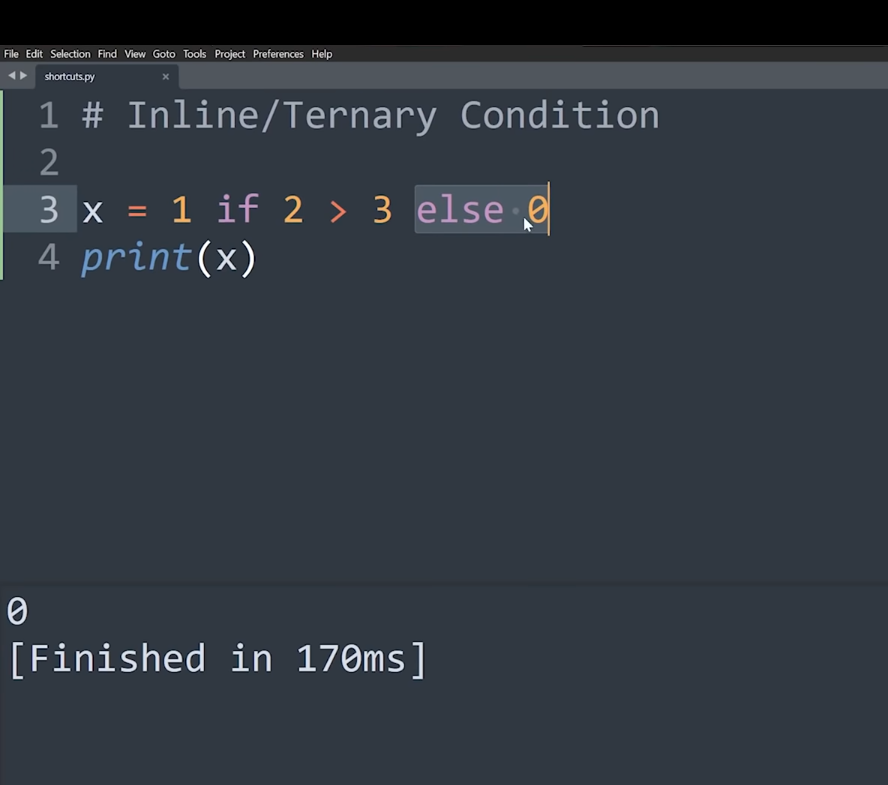 File Edit Selection Find View Goto Tools Project Preferences Help
shortcuts.py
1 # Inline/Ternary Condition
2
3 x = 1 if 2 > 3 else 0
4 print(x)
0
[Finished in 170ms]